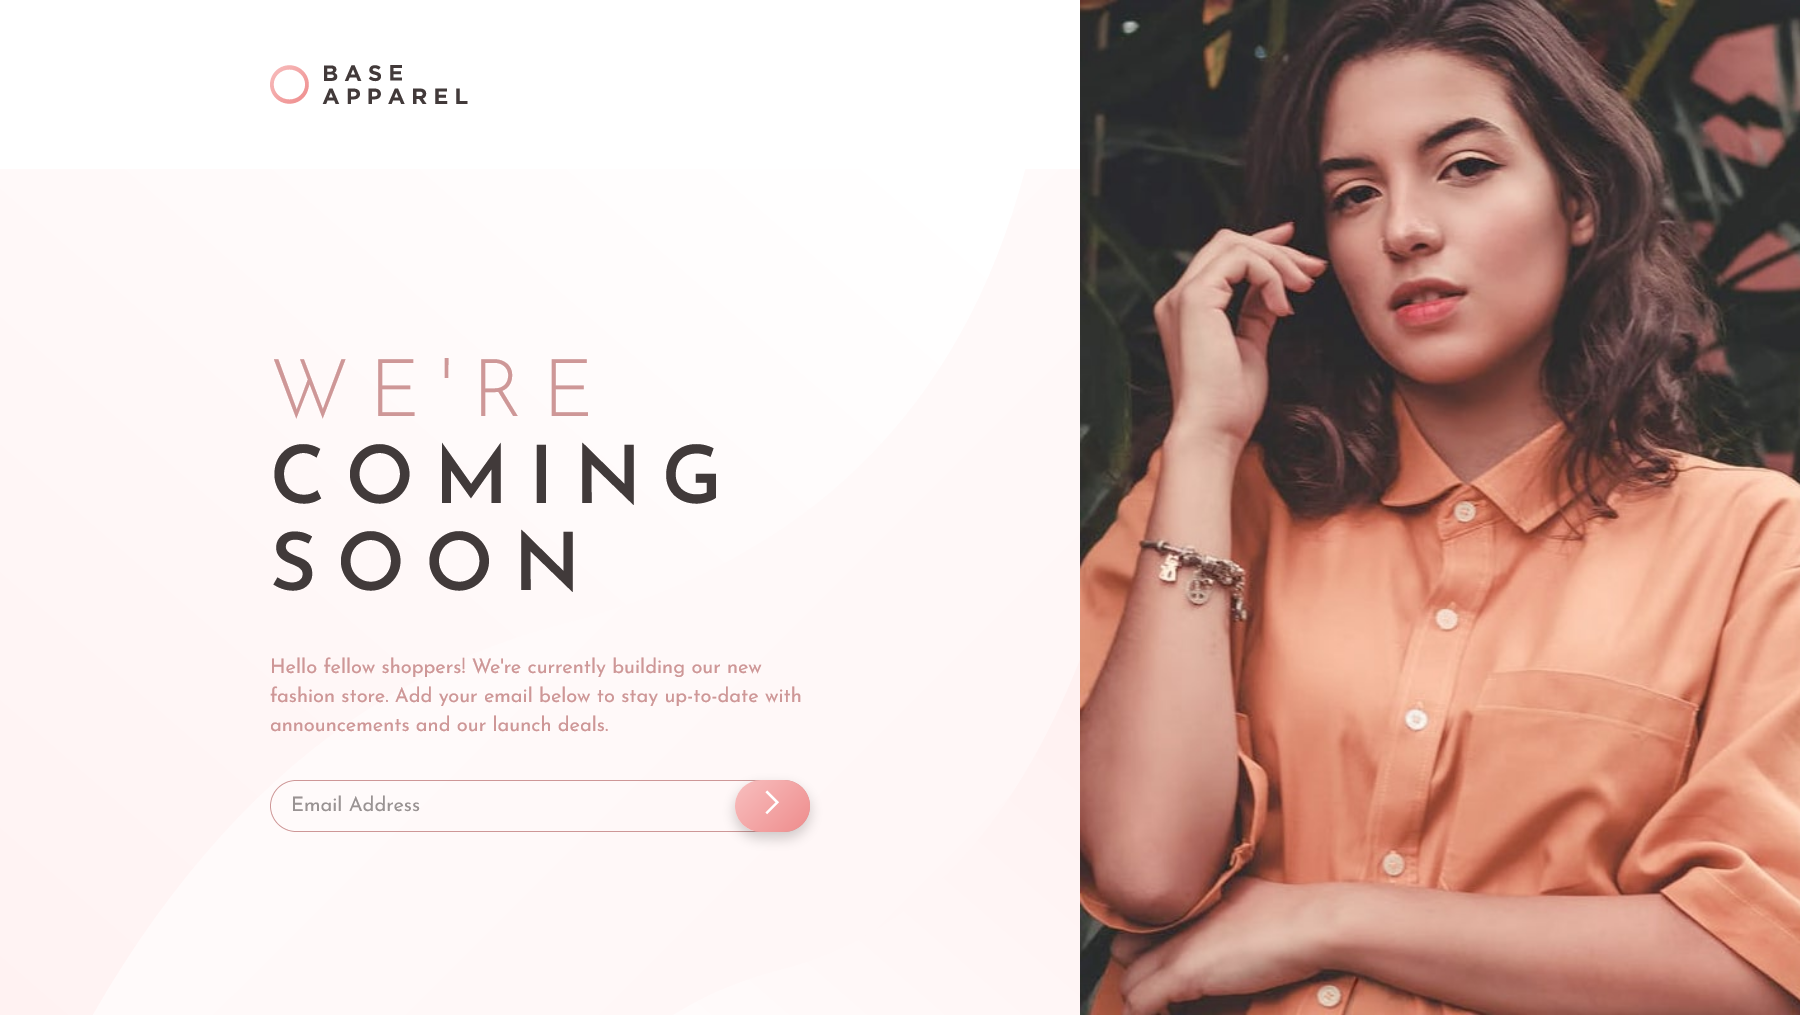 BASE
APPAREL
WE'RE
COMING
SOON
Hello fellow shoppers! We're currently building our new
fashion store. Add your email below to stay up-to-date with
announcements and our launch deals.
Email Address